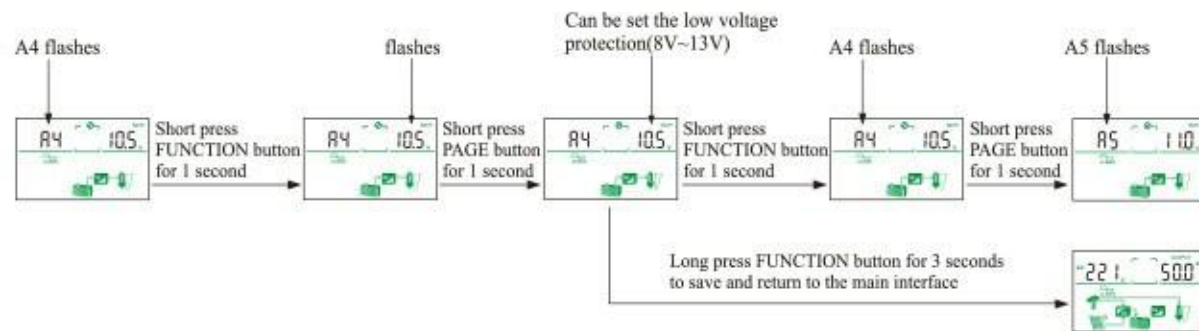 Can be set the low voltage
protection(8V~13V)
A4 flashes
flashes
A4 flashes
A5 flashes
A4 10.5
Short press
FUNCTION button
for 1 second
A4 10.5
Short press
PAGE button
for 1 second
A4 10.5
Short press
FUNCTION button
for 1 second
A4 10.5
Short press
PAGE button
for 1 second
A5 11.0
Long press FUNCTION button for 3 seconds
to save and return to the main interface
221 50.0